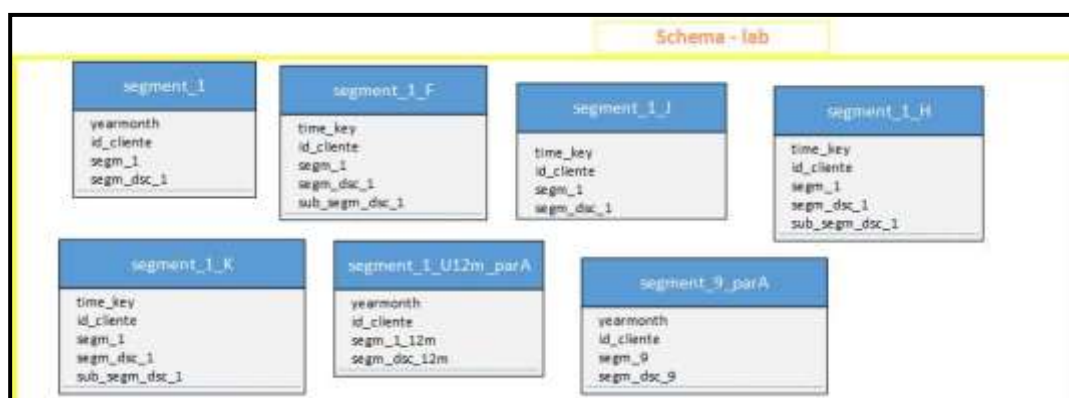 Schema - lab
segment_1
yearmonth
id_cliente
segm_1
segm_dsc_1
segment_1_F
time_key
id_cliente
segm_1
segm_dsc_1
sub_segm_dsc_1
segment_1_J
time_key
id_cliente
segm_1
segm_dsc_1
segment_1_H
time_key
id_cliente
segm_1
segm_dsc_1
sub_segm_dsc_1
segment_1_K
time_key
id_cliente
segm_1
segm_dsc_1
sub_segm_dsc_1
segment_1_U12m_parA
yearmonth
id_cliente
segm_1_12m
segm_dsc_12m
segment_9_parA
yearmonth
id_cliente
segm_9
segm_dsc_9